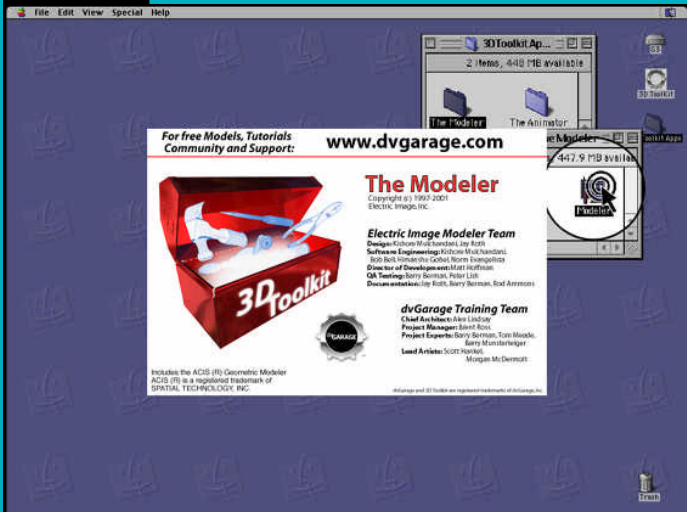 File Edit View Special Help
3DToolkit Ap...
2 items, 448 MB available
The Modeler
The Animator
G3
3D ToolKit
Toolkit Apps
e Modeler
447.9 MB availab
Modeler
For free Models, Tutorials
Community and Support:
www.dvgarage.com
The Modeler
Copyright (c) 1997-2001
Electric Image, Inc.
Electric Image Modeler Team
Design: Kishore Mulchandani, Jay Roth
Software Engineering: Kishore Mulchandani,
Bob Bell, Himanshu Gohel, Norm Evangelista
Director of Development: Matt Hoffman
QA Testing: Barry Berman, Peter Lish
Documentation: Jay Roth, Barry Berman, Rod Ammons
3D Toolkit
dvGARAGE
dvGarage Training Team
Chief Architect: Alex Lindsay
Project Manager: Brent Ross
Project Experts: Barry Berman, Tom Meade,
Barry Munsterteiger
Lead Artists: Scott Hankel,
Morgan McDermott
Includes the ACIS (R) Geometric Modeler
ACIS (R) is a registered trademark of
SPATIAL TECHNOLOGY, INC.
dvGarage and 3D Toolkit are registered trademarks of dvGarage, Inc.
Trash